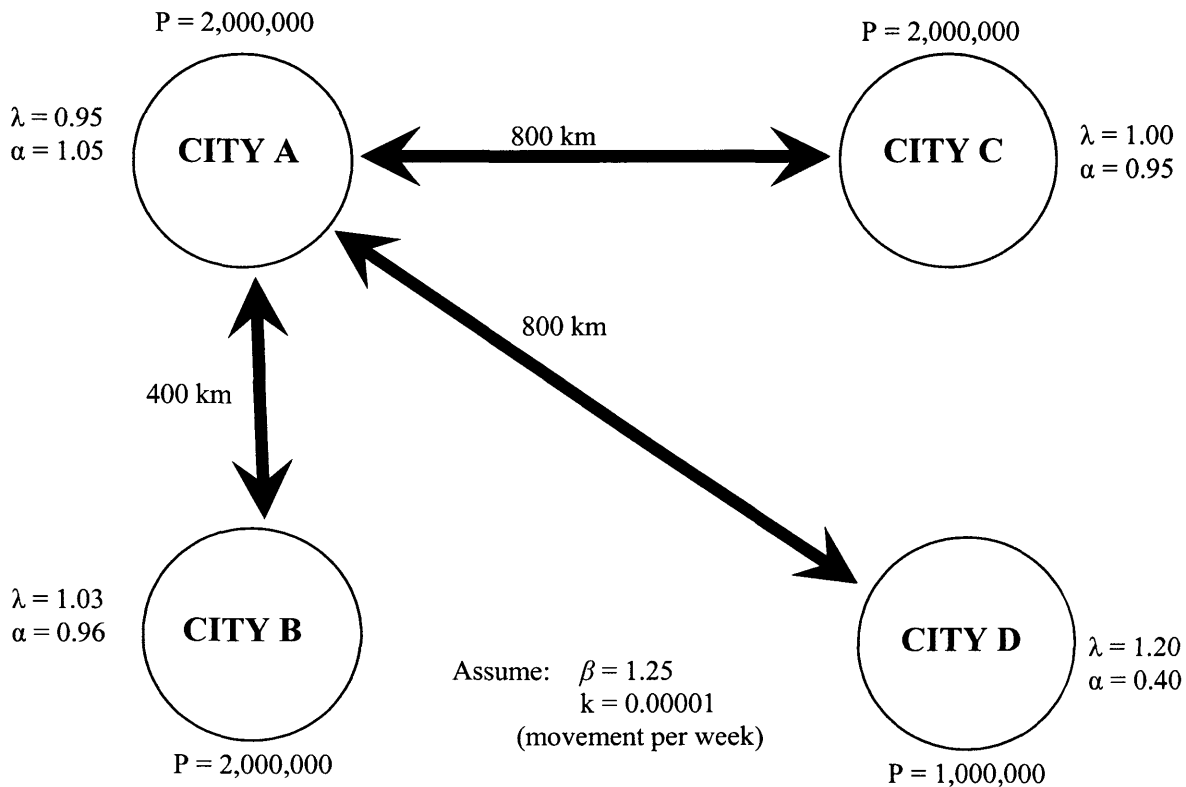 P = 2,000,000
P = 2,000,000
λ = 0.95
α = 1.05
CITY A
800 km
CITY C
λ = 1.00
α = 0.95
800 km
400 km
λ = 1.03
α = 0.96
CITY B
CITY D
λ = 1.20
α = 0.40
Assume: β = 1.25
k = 0.00001
(movement per week)
P = 2,000,000
P = 1,000,000